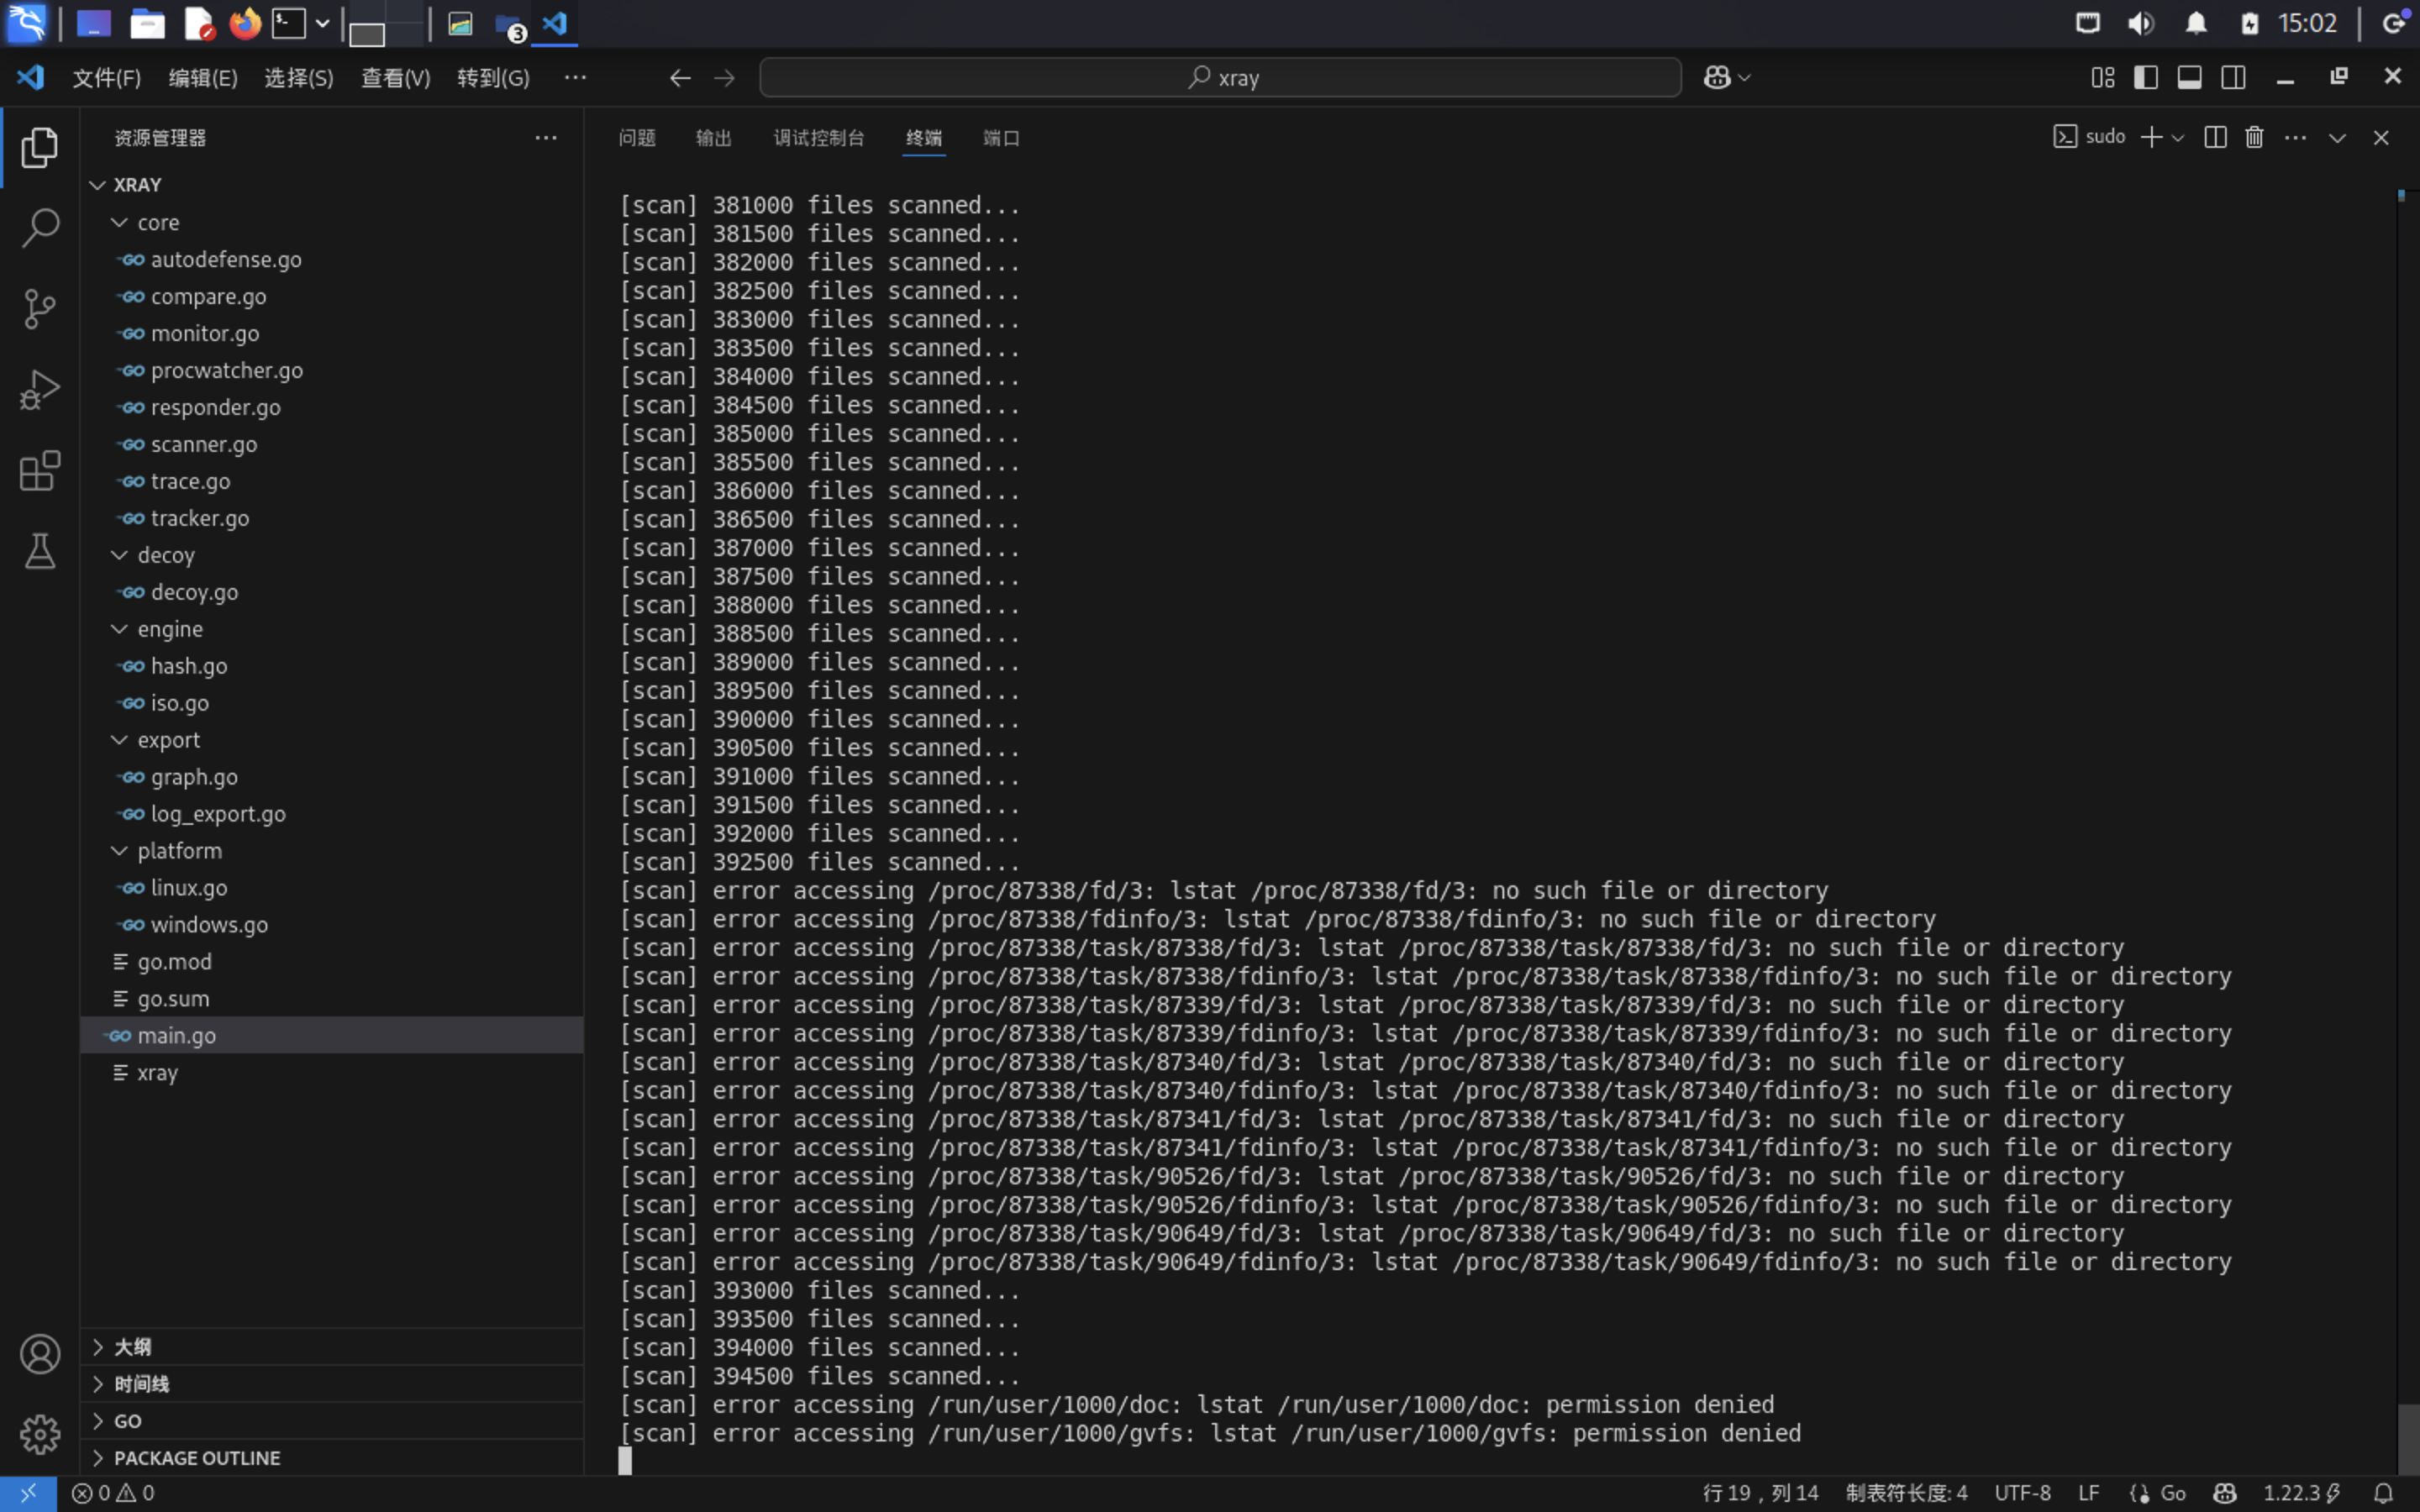 3
15:02
文件(F) 编辑(E) 选择(S) 查看(V) 转到(G) ···
xray
资源管理器
问题 输出 调试控制台 终端 端口
sudo
XRAY
core
autodefense.go
compare.go
monitor.go
procwatcher.go
responder.go
scanner.go
trace.go
tracker.go
decoy
decoy.go
engine
hash.go
iso.go
export
graph.go
log_export.go
platform
linux.go
windows.go
go.mod
go.sum
main.go
xray
大纲
时间线
GO
PACKAGE OUTLINE
[scan] 381000 files scanned...
[scan] 381500 files scanned...
[scan] 382000 files scanned...
[scan] 382500 files scanned...
[scan] 383000 files scanned...
[scan] 383500 files scanned...
[scan] 384000 files scanned...
[scan] 384500 files scanned...
[scan] 385000 files scanned...
[scan] 385500 files scanned...
[scan] 386000 files scanned...
[scan] 386500 files scanned...
[scan] 387000 files scanned...
[scan] 387500 files scanned...
[scan] 388000 files scanned...
[scan] 388500 files scanned...
[scan] 389000 files scanned...
[scan] 389500 files scanned...
[scan] 390000 files scanned...
[scan] 390500 files scanned...
[scan] 391000 files scanned...
[scan] 391500 files scanned...
[scan] 392000 files scanned...
[scan] 392500 files scanned...
[scan] error accessing /proc/87338/fd/3: lstat /proc/87338/fd/3: no such file or directory
[scan] error accessing /proc/87338/fdinfo/3: lstat /proc/87338/fdinfo/3: no such file or directory
[scan] error accessing /proc/87338/task/87338/fd/3: lstat /proc/87338/task/87338/fd/3: no such file or directory
[scan] error accessing /proc/87338/task/87338/fdinfo/3: lstat /proc/87338/task/87338/fdinfo/3: no such file or directory
[scan] error accessing /proc/87338/task/87339/fd/3: lstat /proc/87338/task/87339/fd/3: no such file or directory
[scan] error accessing /proc/87338/task/87339/fdinfo/3: lstat /proc/87338/task/87339/fdinfo/3: no such file or directory
[scan] error accessing /proc/87338/task/87340/fd/3: lstat /proc/87338/task/87340/fd/3: no such file or directory
[scan] error accessing /proc/87338/task/87340/fdinfo/3: lstat /proc/87338/task/87340/fdinfo/3: no such file or directory
[scan] error accessing /proc/87338/task/87341/fd/3: lstat /proc/87338/task/87341/fd/3: no such file or directory
[scan] error accessing /proc/87338/task/87341/fdinfo/3: lstat /proc/87338/task/87341/fdinfo/3: no such file or directory
[scan] error accessing /proc/87338/task/90526/fd/3: lstat /proc/87338/task/90526/fd/3: no such file or directory
[scan] error accessing /proc/87338/task/90526/fdinfo/3: lstat /proc/87338/task/90526/fdinfo/3: no such file or directory
[scan] error accessing /proc/87338/task/90649/fd/3: lstat /proc/87338/task/90649/fd/3: no such file or directory
[scan] error accessing /proc/87338/task/90649/fdinfo/3: lstat /proc/87338/task/90649/fdinfo/3: no such file or directory
[scan] 393000 files scanned...
[scan] 393500 files scanned...
[scan] 394000 files scanned...
[scan] 394500 files scanned...
[scan] error accessing /run/user/1000/doc: lstat /run/user/1000/doc: permission denied
[scan] error accessing /run/user/1000/gvfs: lstat /run/user/1000/gvfs: permission denied
0 0
行 19，列 14 制表符长度: 4 UTF-8 LF Go 1.22.3